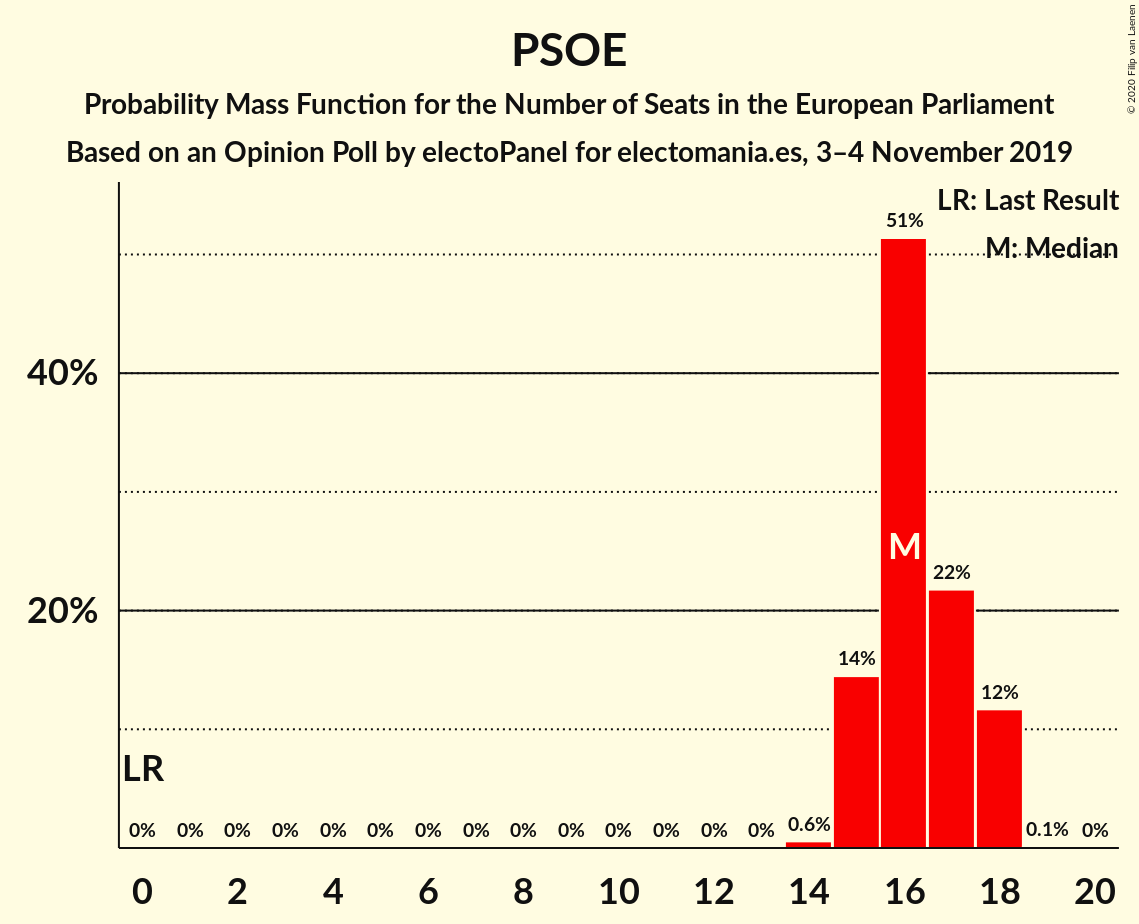 PSOE
Probability Mass Function for the Number of Seats in the European Parliament
Based on an Opinion Poll by electoPanel for electomania.es, 3–4 November 2019
© 2020 Filip van Laenen
LR: Last Result
M: Median
51%
40%
M
22%
20%
14%
12%
LR
0% 0% 0% 0% 0% 0% 0% 0% 0% 0% 0% 0% 0% 0% 0.6% 0.1% 0%
0 2 4 6 8 10 12 14 16 18 20